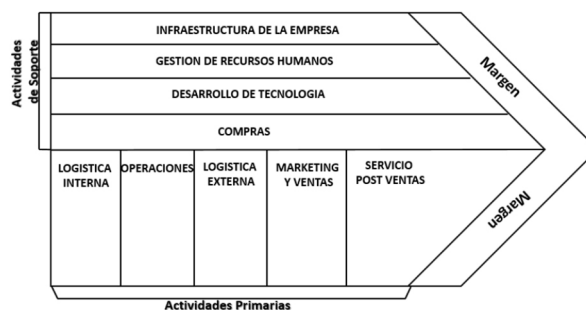 Actividades
de Soporte
INFRAESTRUCTURA DE LA EMPRESA
GESTION DE RECURSOS HUMANOS
DESARROLLO DE TECNOLOGIA
COMPRAS
Margen
LOGISTICA
INTERNA
OPERACIONES
LOGISTICA
EXTERNA
MARKETING
Y VENTAS
SERVICIO
POST VENTAS
Margen
Actividades Primarias